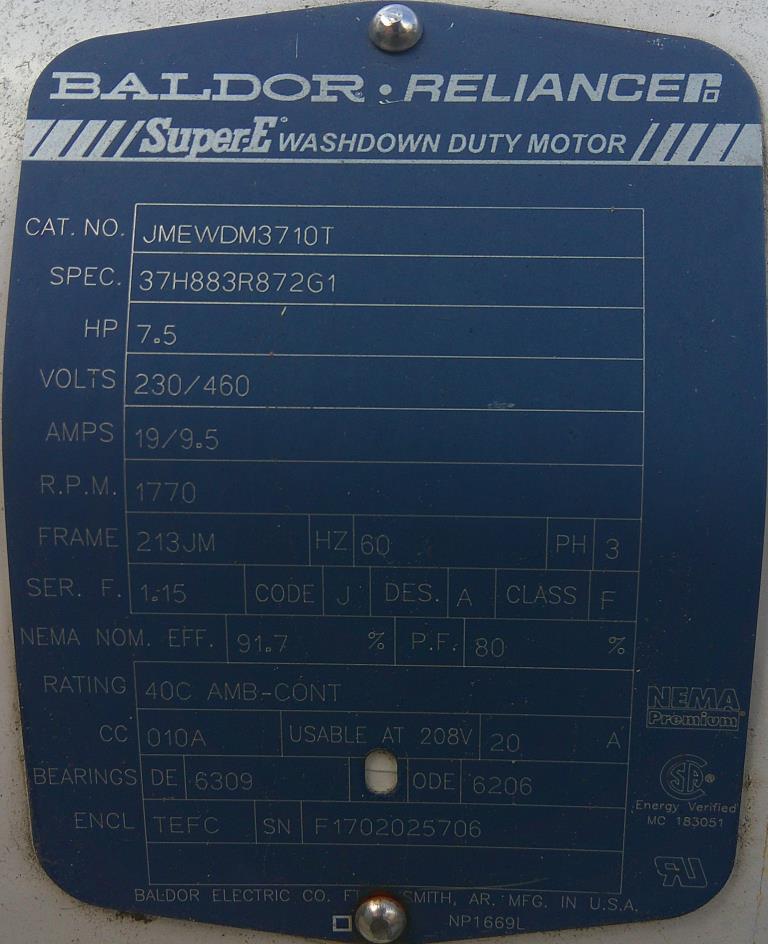 BALDOR • RELIANCE
Super-E WASHDOWN DUTY MOTOR
CAT. NO. JMEWDM3710T
SPEC. 37H883R872G1
HP 7.5
VOLTS 230/460
AMPS 19/9.5
R.P.M. 1770
FRAME 213JM HZ 60 PH 3
SER. F. 1.15 CODE J DES. A CLASS F
NEMA NOM. EFF. 91.7 % P.F. 80 %
RATING 40C AMB-CONT
NEMA
Premium
CC 010A USABLE AT 208V 20 A
BEARINGS DE 6309 ODE 6206
Energy Verified
MC 183051
ENCL TEFC SN F1702025706
BALDOR ELECTRIC CO. SMITH, AR. MFG. IN U.S.A.
NP1669L